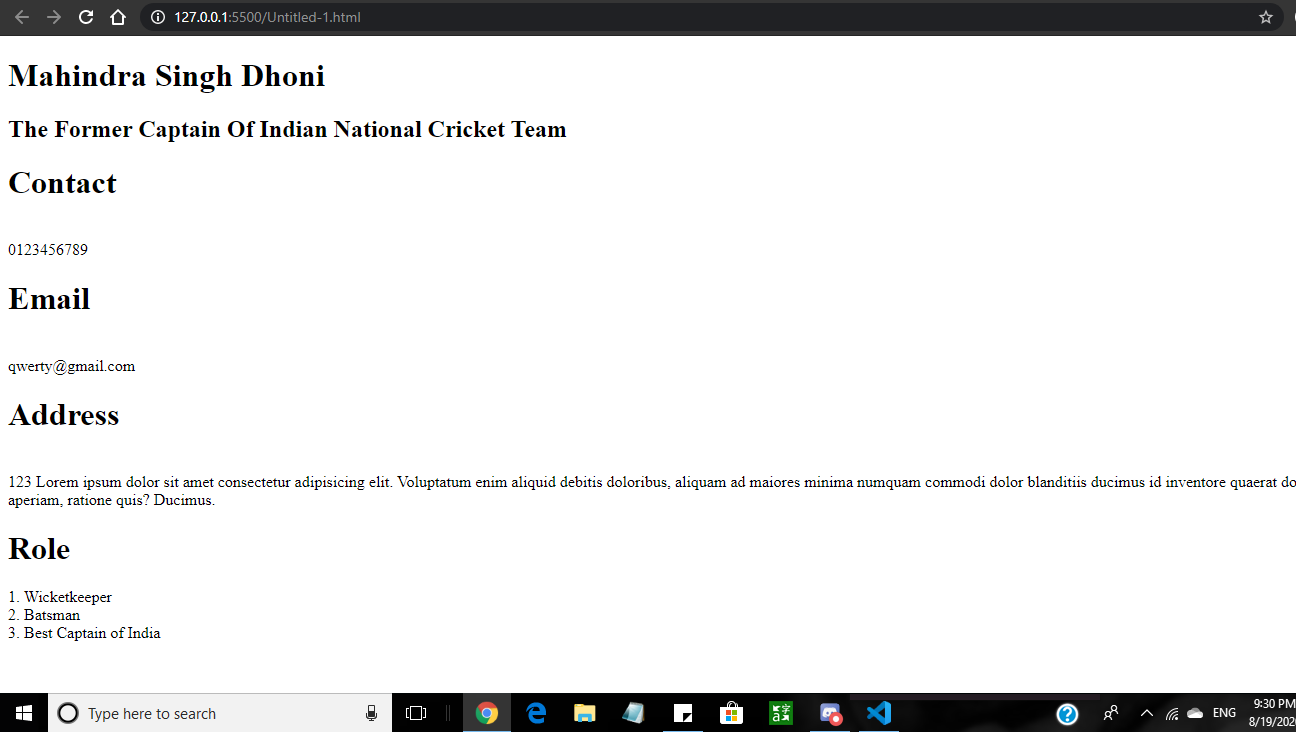 127.0.0.1:5500/Untitled-1.html
Mahindra Singh Dhoni
The Former Captain Of Indian National Cricket Team
Contact
0123456789
Email
qwerty@gmail.com
Address
123 Lorem ipsum dolor sit amet consectetur adipisicing elit. Voluptatum enim aliquid debitis doloribus, aliquam ad maiores minima numquam commodi dolor blanditiis ducimus id inventore quaerat do
aperiam, ratione quis? Ducimus.
Role
1. Wicketkeeper
2. Batsman
3. Best Captain of India
Type here to search
ENG
9:30 PM
8/19/202